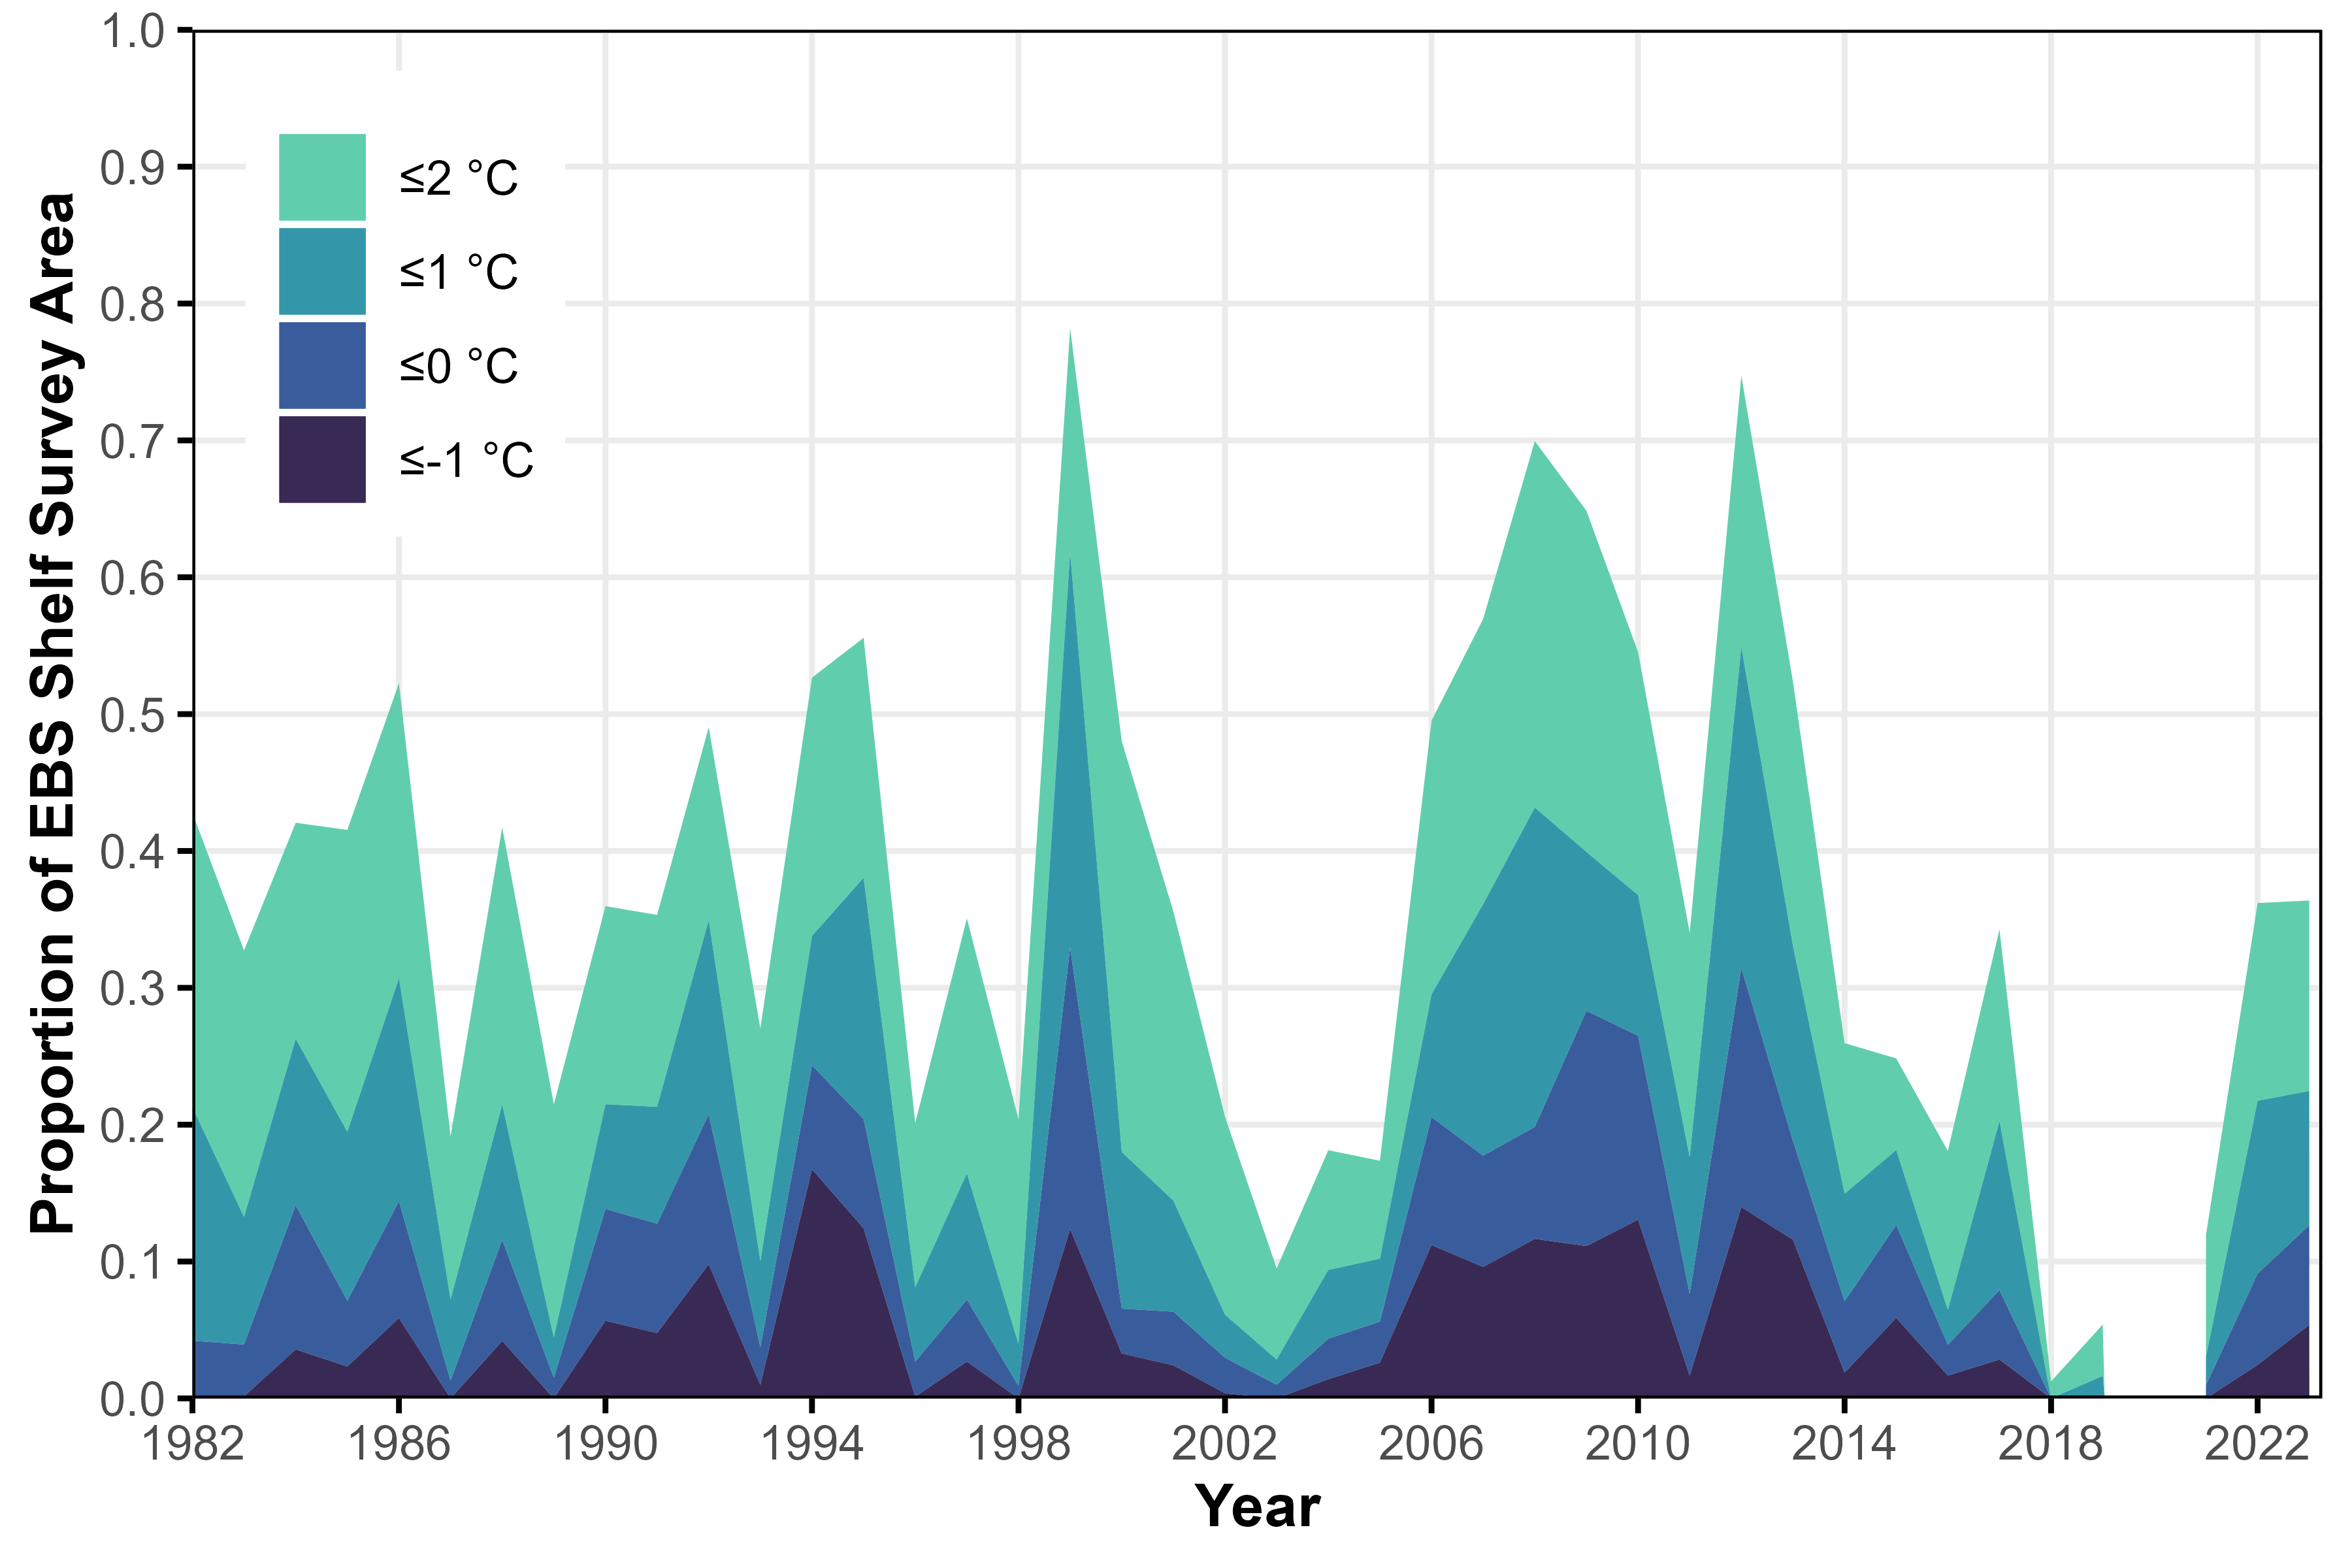 Proportion of EBS Shelf Survey Area
1.0
0.9
0.8
0.7
0.6
0.5
0.4
0.3
0.2
0.1
0.0
≤2 °C
≤1 °C
≤0 °C
≤-1 °C
1982 1986 1990 1994 1998 2002 2006 2010 2014 2018 2022
Year